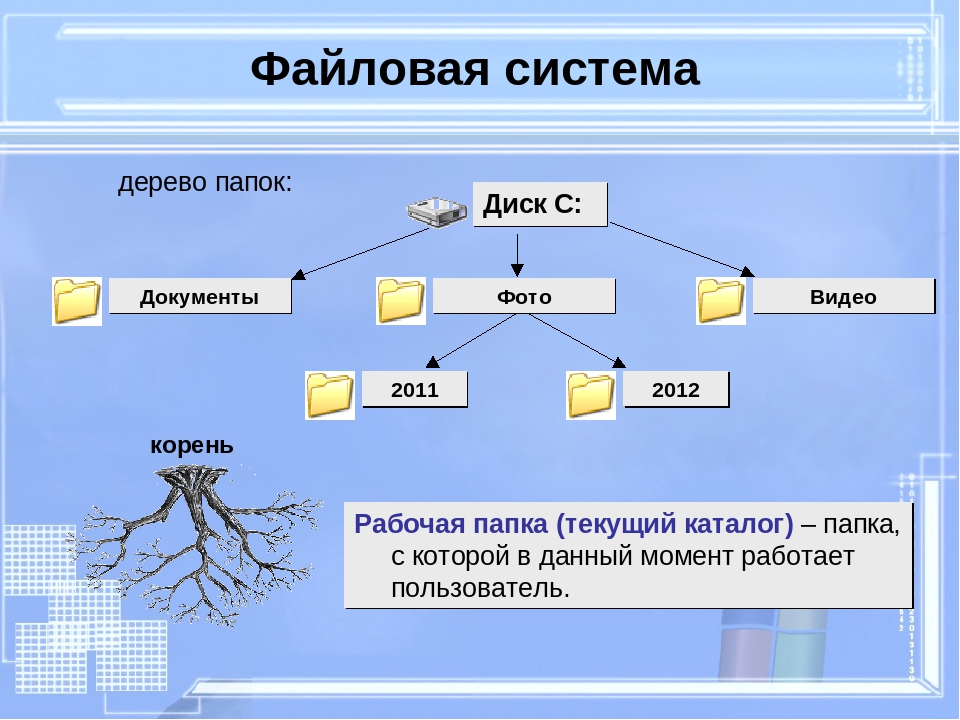 Файловая система
дерево папок:
Диск C:
Документы
Фото
Видео
2011
2012
корень
Рабочая папка (текущий каталог) – папка,
с которой в данный момент работает
пользователь.